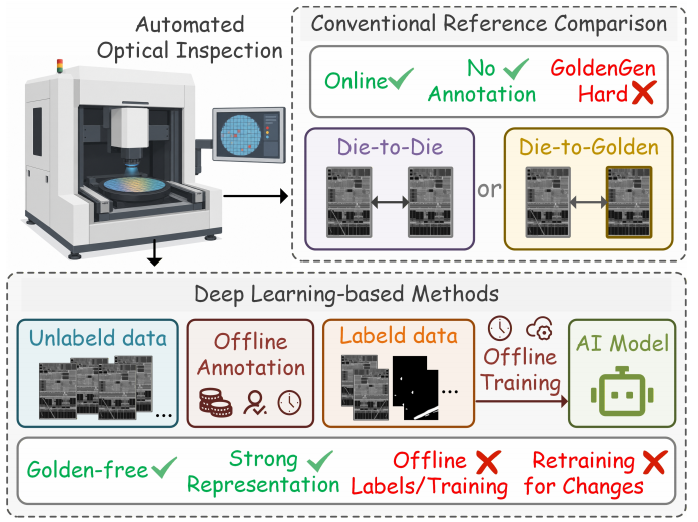 Automated
Optical Inspection
Conventional Reference Comparison
Online
No
Annotation
GoldenGen
Hard
Die-to-Die
or
Die-to-Golden
Deep Learning-based Methods
Unlabeled data
...
Offline
Annotation
Labeld data
...
Offline
Training
AI Model
Golden-free
Strong
Representation
Offline
Labels/Training
Retraining
for Changes